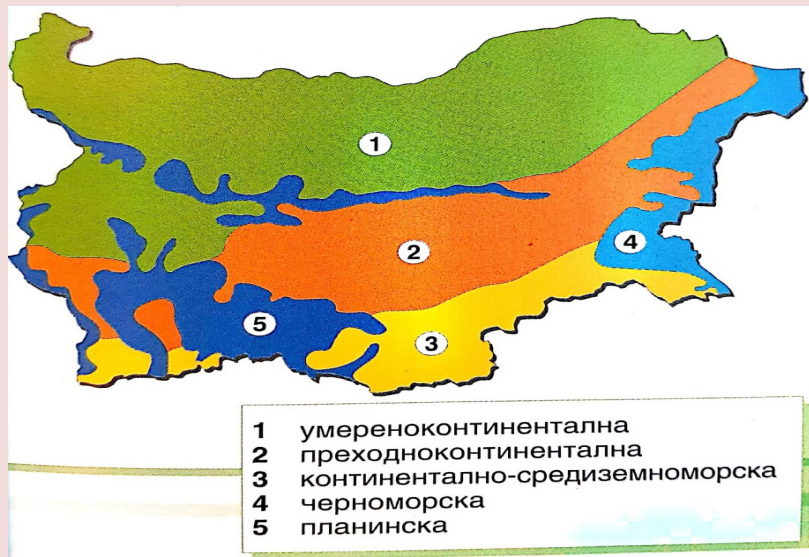 1
2
4
5
3
1 умереноконтинентална
2 преходноконтинентална
3 континентално-средиземноморска
4 черноморска
5 планинска